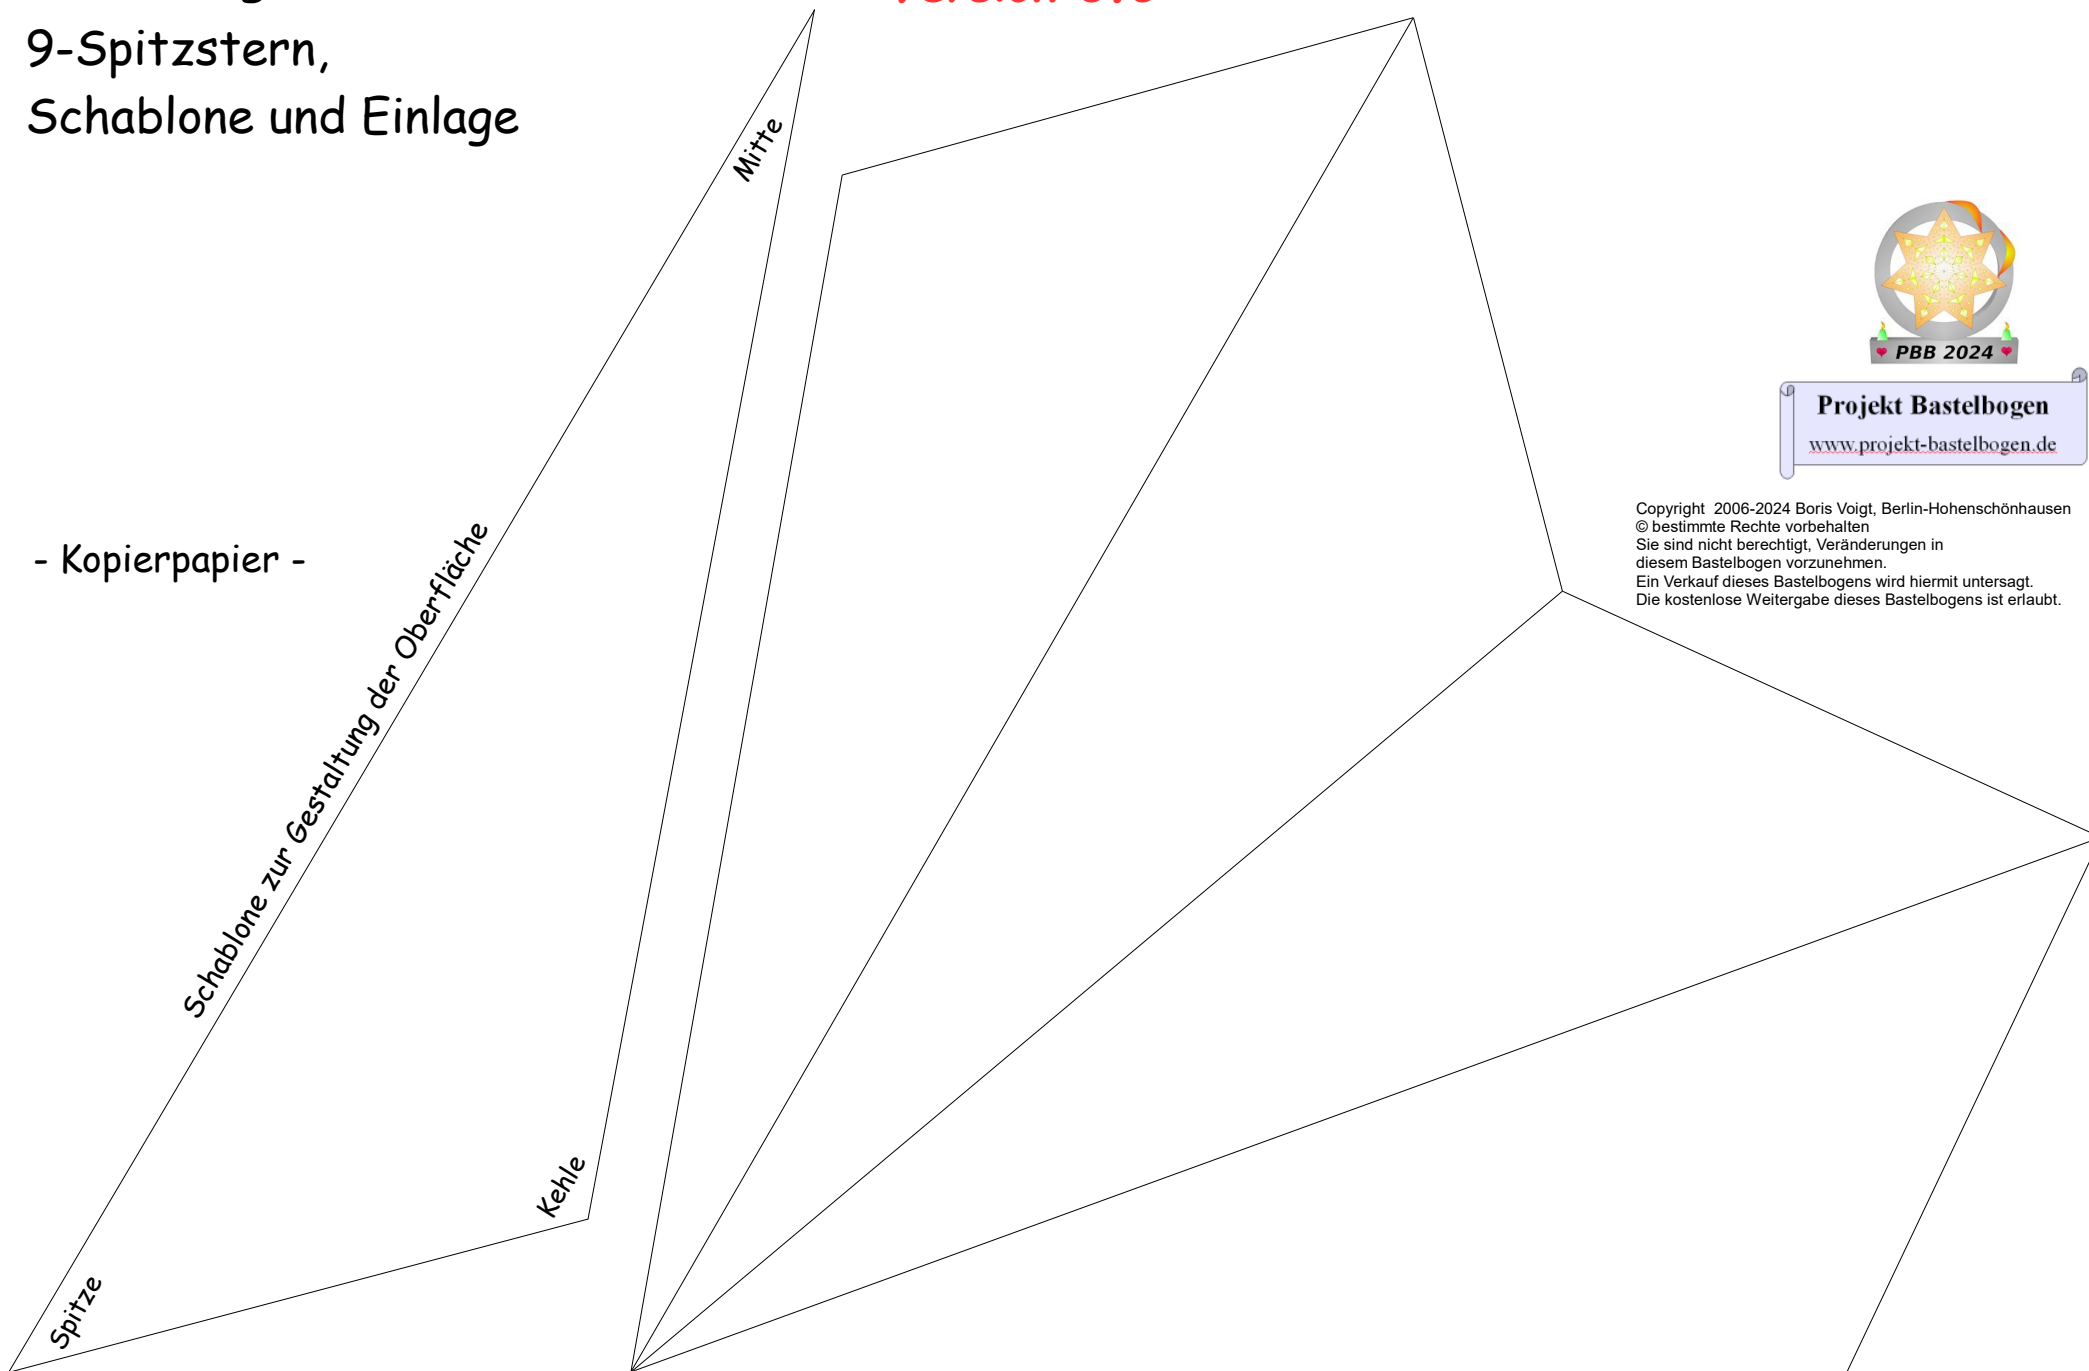 9-Spitzstern,
Schablone und Einlage
Mitte
PBB 2024
Projekt Bastelbogen
www.projekt-bastelbogen.de
Copyright 2006-2024 Boris Voigt, Berlin-Hohenschönhausen
© bestimmte Rechte vorbehalten
Sie sind nicht berechtigt, Veränderungen in
diesem Bastelbogen vorzunehmen.
Ein Verkauf dieses Bastelbogens wird hiermit untersagt.
Die kostenlose Weitergabe dieses Bastelbogens ist erlaubt.
- Kopierpapier -
Schablone zur Gestaltung der Oberfläche
Kehle
Spitze